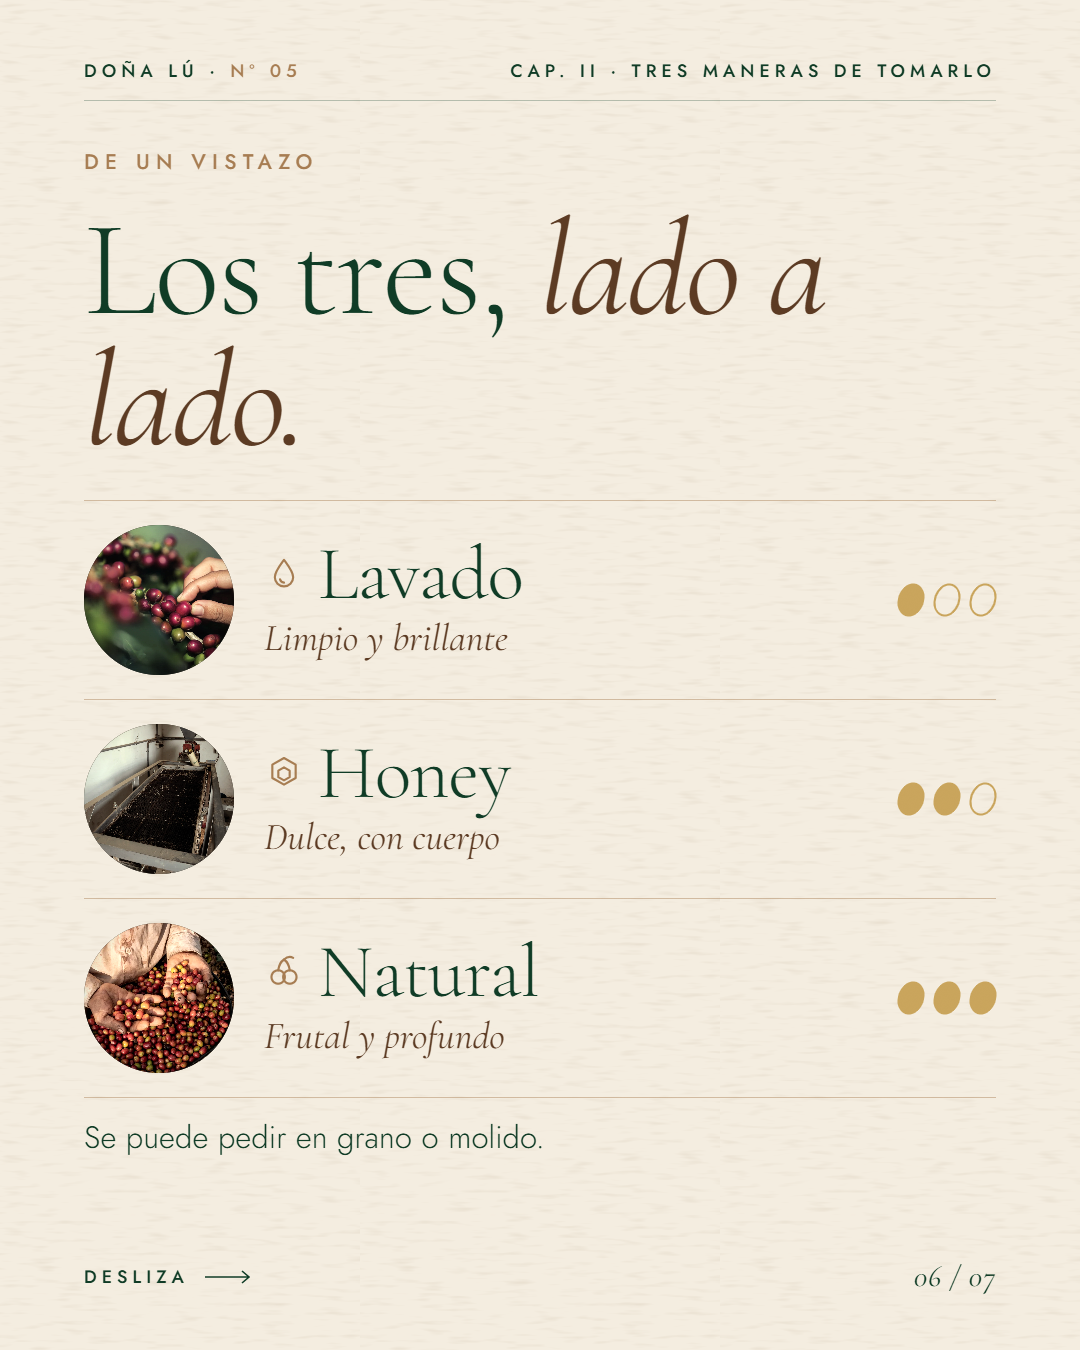 DOÑA LÚ · N° 05
CAP. II · TRES MANERAS DE TOMARLO
DE UN VISTAZO
Los tres, lado a
lado.
Lavado
Limpio y brillante
Honey
Dulce, con cuerpo
Natural
Frutal y profundo
Se puede pedir en grano o molido.
DESLIZA
06 / 07